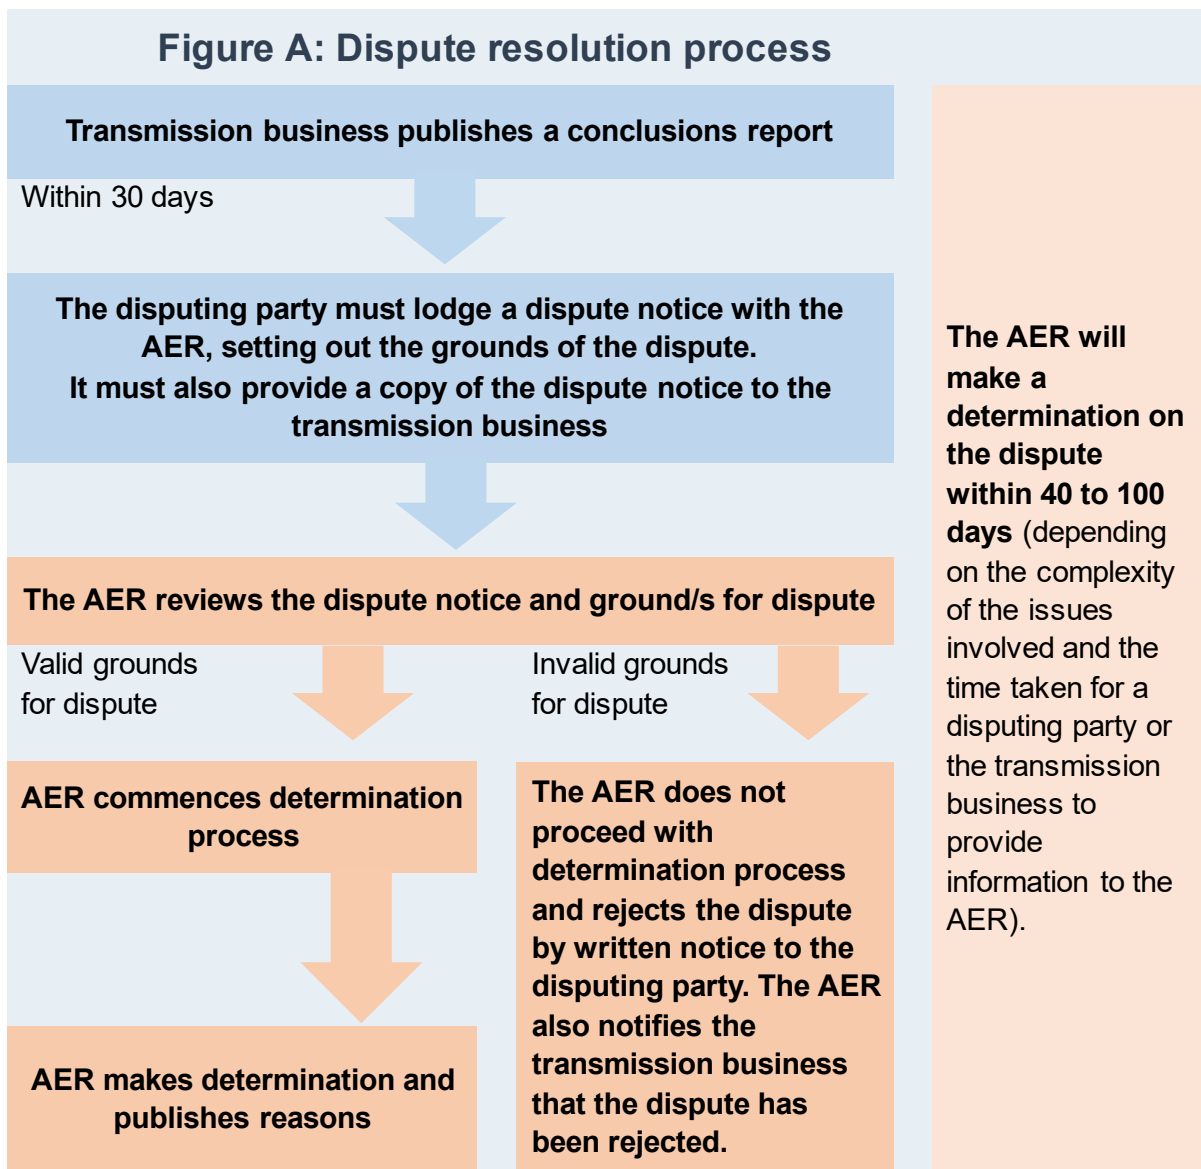 Figure A: Dispute resolution process
Transmission business publishes a conclusions report
Within 30 days
The disputing party must lodge a dispute notice with the
AER, setting out the grounds of the dispute.
It must also provide a copy of the dispute notice to the
transmission business
The AER reviews the dispute notice and ground/s for dispute
Valid grounds
for dispute
Invalid grounds
for dispute
AER commences determination
process
AER makes determination and
publishes reasons
The AER does not
proceed with
determination process
and rejects the dispute
by written notice to the
disputing party. The AER
also notifies the
transmission business
that the dispute has
been rejected.
The AER will
make a
determination on
the dispute
within 40 to 100
days (depending
on the complexity
of the issues
involved and the
time taken for a
disputing party or
the transmission
business to
provide
information to the
AER).